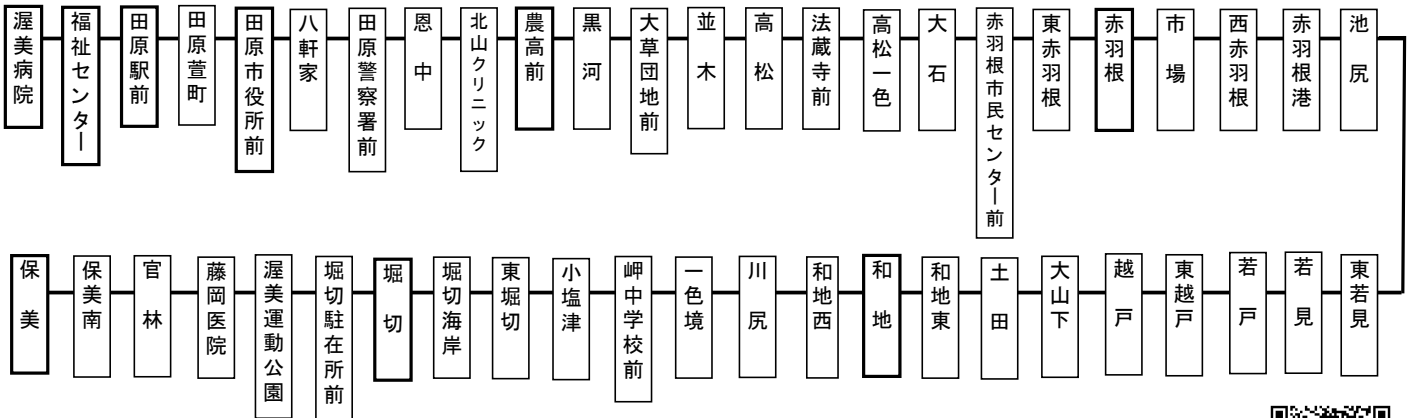 渥美病院
福祉センター
田原駅前
田原萱町
田原市役所前
八軒家
田原警察署前
恩中
北山クリニック
農高前
黒河
大草団地前
並木
高松
法蔵寺前
高松一色
大石
赤羽根市民センター前
東赤羽根
赤羽根
市場
西赤羽根
赤羽根港
池尻
保美
保美南
官林
藤岡医院
渥美運動公園
堀切駐在所前
堀切
堀切海岸
東堀切
小塩津
岬中学校前
一色境
川尻
和地西
和地
和地東
土田
大山下
越戸
東越戸
若戸
若見
東若見